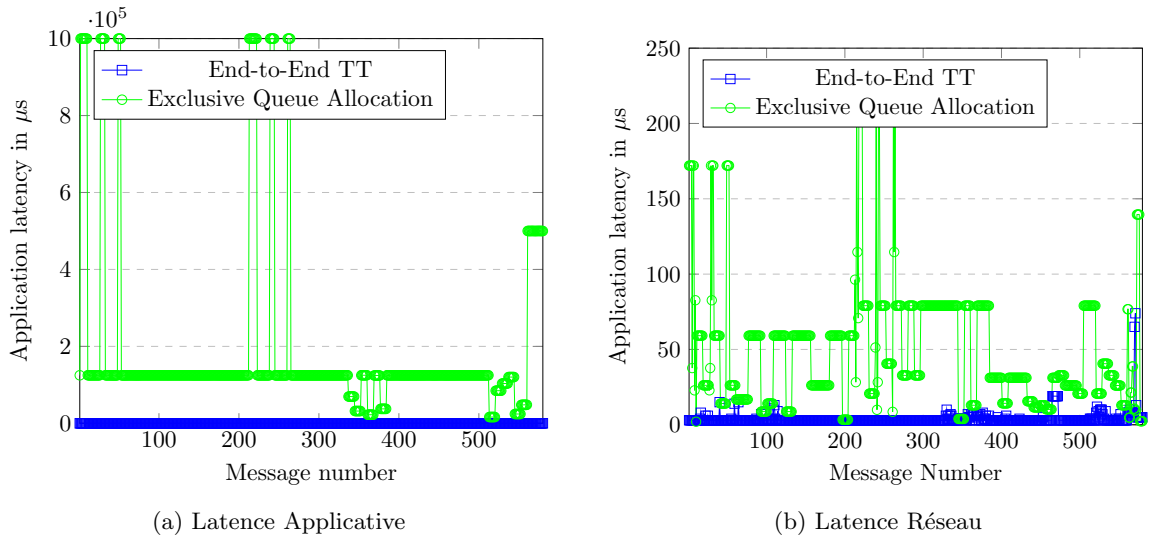 ·10⁵
10
8
6
4
2
0
100
200
300
400
500
Application latency in µs
Message number
End-to-End TT
Exclusive Queue Allocation
(a) Latence Applicative
250
200
150
100
50
0
100
200
300
400
500
Application latency in µs
Message Number
End-to-End TT
Exclusive Queue Allocation
(b) Latence Réseau